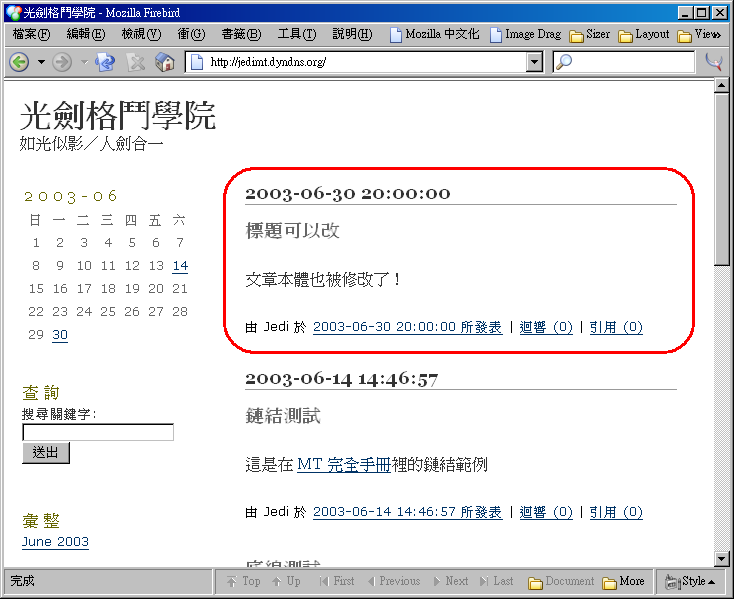 光劍格鬥學院 - Mozilla Firebird
檔案(F) 編輯(E) 檢視(V) 衝(G) 書籤(B) 工具(T) 說明(H) Mozilla 中文化 Image Drag Sizer Layout View
http://jedimt.dyndns.org/
光劍格鬥學院
如光似影／人劍合一
2003-06
日 一 二 三 四 五 六
1 2 3 4 5 6 7
8 9 10 11 12 13 14
15 16 17 18 19 20 21
22 23 24 25 26 27 28
29 30
查詢
搜尋關鍵字:
送出
彙整
June 2003
2003-06-30 20:00:00
標題可以改
文章本體也被修改了！
由 Jedi 於 2003-06-30 20:00:00 所發表 | 迴響 (0) | 引用 (0)
2003-06-14 14:46:57
鏈結測試
這是在 MT 完全手冊裡的鏈結範例
由 Jedi 於 2003-06-14 14:46:57 所發表 | 迴響 (0) | 引用 (0)
底線測試
完成 Top Up First Previous Next Last Document More Style